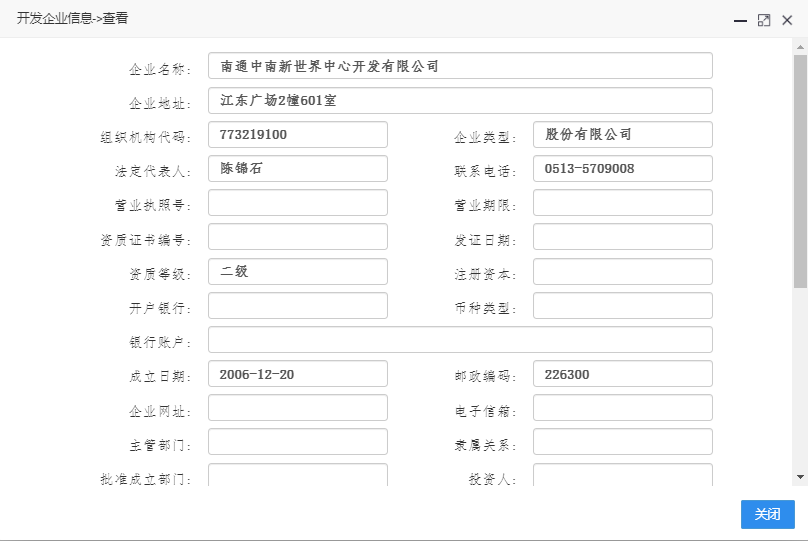 开发企业信息->查看
企业名称： 南通中南新世界中心开发有限公司
企业地址： 江东广场2幢601室
组织机构代码： 773219100 企业类型： 股份有限公司
法定代表人： 陈锦石 联系电话： 0513-5709008
营业执照号： 营业期限：
资质证书编号： 发证日期：
资质等级： 二级 注册资本：
开户银行： 币种类型：
银行账户：
成立日期： 2006-12-20 邮政编码： 226300
企业网址： 电子信箱：
主管部门： 隶属关系：
批准成立部门： 投资人：
关闭